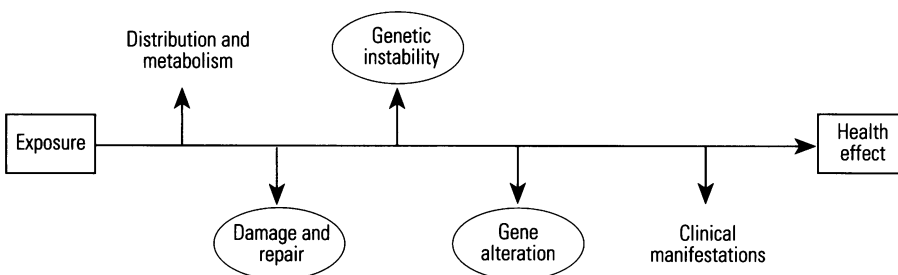 Distribution and
metabolism
Genetic
instability
Exposure
Health
effect
Damage and
repair
Gene
alteration
Clinical
manifestations